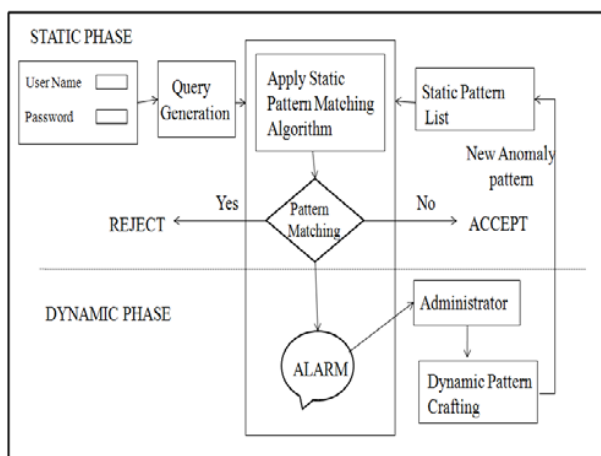 STATIC PHASE
User Name
Password
Query
Generation
Apply Static
Pattern Matching
Algorithm
Static Pattern
List
New Anomaly
pattern
Yes
Pattern
Matching
No
REJECT
ACCEPT
DYNAMIC PHASE
Administrator
ALARM
Dynamic Pattern
Crafting